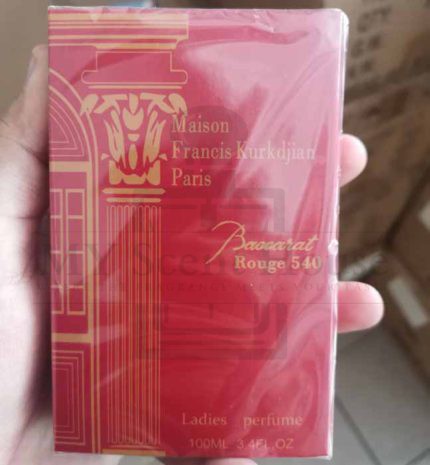 Maison
Francis Kurkdjian
Paris
Baccarat
Rouge 540
Ladies perfume
100ML 3.4FL.OZ